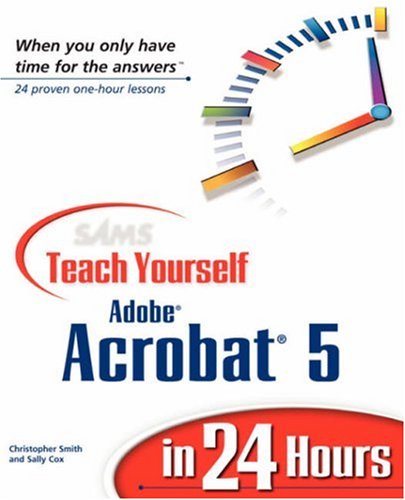 When you only have
time for the answers™
24 proven one-hour lessons
SAMS
Teach Yourself
Adobe®
Acrobat® 5
Christopher Smith
and Sally Cox
in 24 Hours